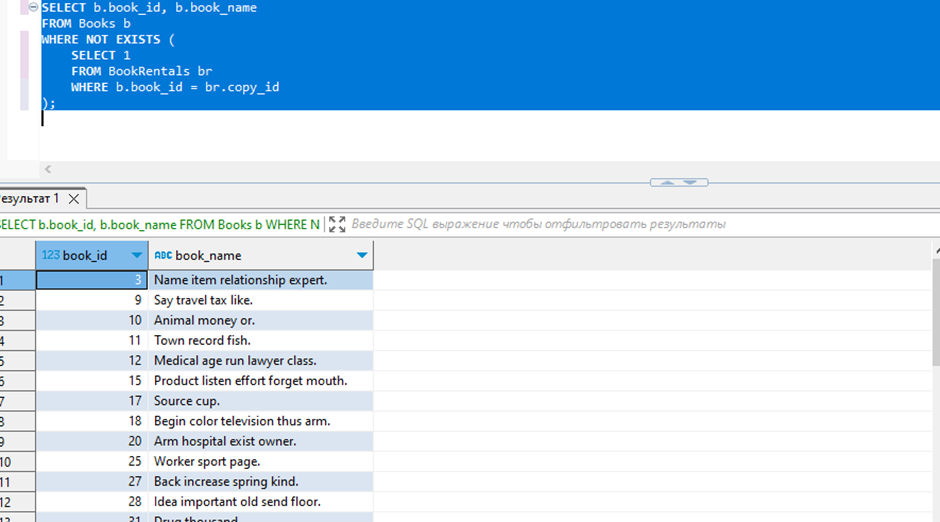 SELECT b.book_id, b.book_name
FROM Books b
WHERE NOT EXISTS (
SELECT 1
FROM BookRentals br
WHERE b.book_id = br.copy_id
);
езультат 1
SELECT b.book_id, b.book_name FROM Books b WHERE N Введите SQL выражение чтобы отфильтровать результаты
123 book_id ABC book_name
1 3 Name item relationship expert.
2 9 Say travel tax like.
3 10 Animal money or.
4 11 Town record fish.
5 12 Medical age run lawyer class.
6 15 Product listen effort forget mouth.
7 17 Source cup.
8 18 Begin color television thus arm.
9 20 Arm hospital exist owner.
10 25 Worker sport page.
11 27 Back increase spring kind.
12 28 Idea important old send floor.
31 Drug thousand